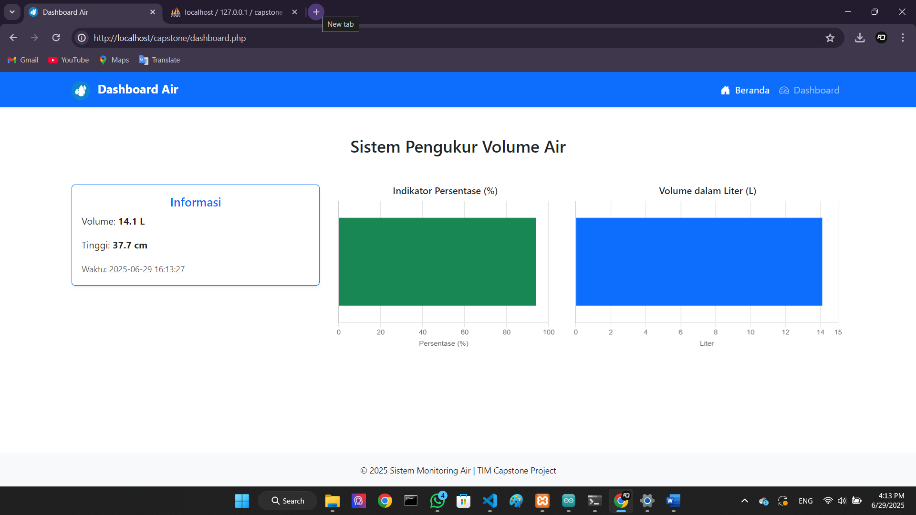 Dashboard Air
localhost / 127.0.0.1 / capstone
New tab
http://localhost/capstone/dashboard.php
Gmail
YouTube
Maps
Translate
Dashboard Air
Beranda
Dashboard
Sistem Pengukur Volume Air
Informasi
Volume: 14.1 L
Tinggi: 37.7 cm
Waktu: 2025-06-29 16:13:27
Indikator Persentase (%)
0 20 40 60 80 100
Persentase (%)
Volume dalam Liter (L)
0 2 4 6 8 10 12 14 15
Liter
© 2025 Sistem Monitoring Air | TIM Capstone Project
Search
4
ENG
4:13 PM
6/29/2025